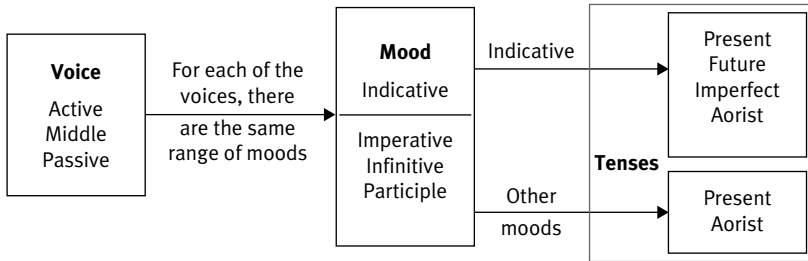 Voice
Active
Middle
Passive
For each of the
voices, there
are the same
range of moods
Mood
Indicative
Imperative
Infinitive
Participle
Indicative
Other
moods
Tenses
Present
Future
Imperfect
Aorist
Present
Aorist